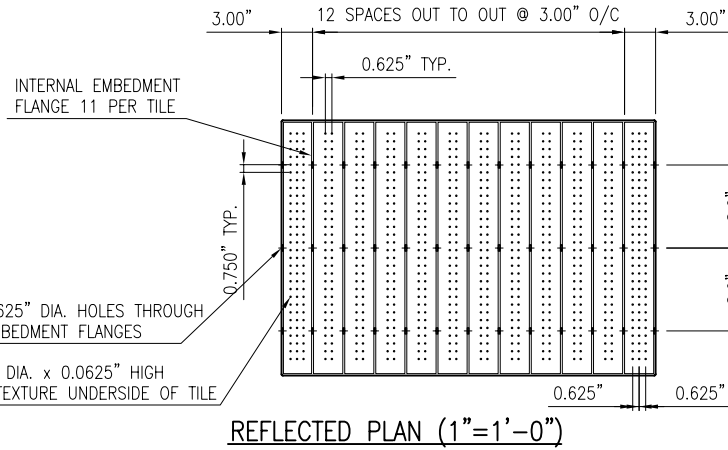 3.00"
12 SPACES OUT TO OUT @ 3.00" O/C
3.00"
0.625" TYP.
INTERNAL EMBEDMENT
FLANGE 11 PER TILE
0.750" TYP.
625" DIA. HOLES THROUGH
BEDMENT FLANGES
DIA. x 0.0625" HIGH
TEXTURE UNDERSIDE OF TILE
0.625"
0.625"
REFLECTED PLAN (1"=1'-0")